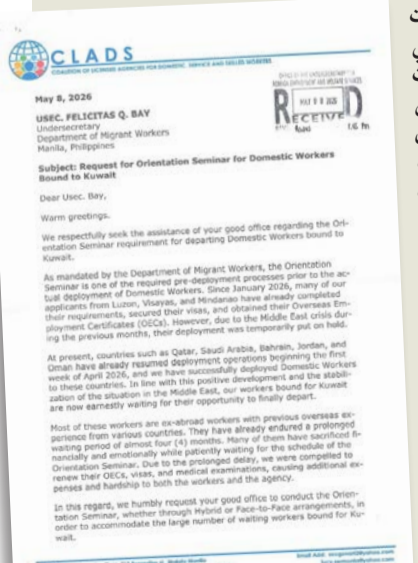 CLADS
COALITION OF LICENSED AGENCIES FOR DOMESTIC SERVICE AND SKILLED WORKERS
May 8, 2026
RECEIVED
USEC. FELICITAS Q. BAY
Undersecretary
Department of Migrant Workers
Manila, Philippines
Subject: Request for Orientation Seminar for Domestic Workers
Bound to Kuwait
Dear Usec. Bay,
Warm greetings.
We respectfully seek the assistance of your good office regarding the Ori-
entation Seminar requirement for departing Domestic Workers bound to
Kuwait.
As mandated by the Department of Migrant Workers, the Orientation
Seminar is one of the required pre-deployment processes prior to the ac-
tual deployment of Domestic Workers. Since January 2026, many of our
applicants from Luzon, Visayas, and Mindanao have already completed
their requirements, secured their visas, and obtained their Overseas Em-
ployment Certificates (OECs). However, due to the Middle East crisis dur-
ing the previous months, their deployment was temporarily put on hold.
At present, countries such as Qatar, Saudi Arabia, Bahrain, Jordan, and
Oman have already resumed deployment operations beginning the first
week of April 2026, and we have successfully deployed Domestic Workers
to these countries. In line with this positive development and the stabili-
zation of the situation in the Middle East, our workers bound for Kuwait
are now earnestly waiting for their opportunity to finally depart.
Most of these workers are ex-abroad workers with previous overseas ex-
perience from various countries. They have already endured a prolonged
waiting period of almost four (4) months. Many of them have sacrificed fi-
nancially and emotionally while patiently waiting for the schedule of the
Orientation Seminar. Due to the prolonged delay, we were compelled to
renew their OECs, visas, and medical examinations, causing additional ex-
penses and hardship to both the workers and the agency.
In this regard, we humbly request your good office to conduct the Orien-
tation Seminar, whether through Hybrid or Face-to-Face arrangements, in
order to accommodate the large number of waiting workers bound for Ku-
wait.